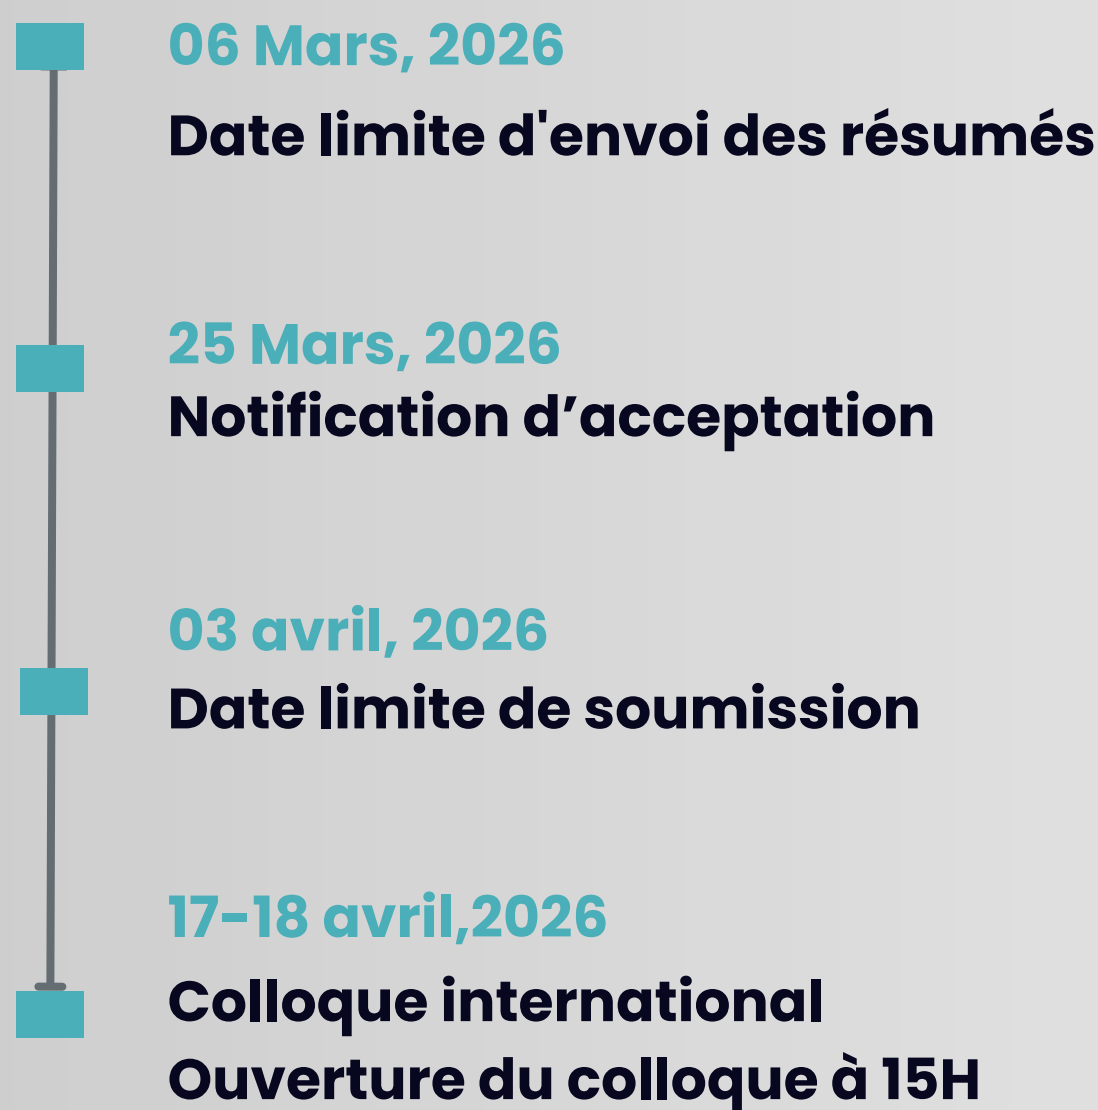 06 Mars, 2026
Date limite d'envoi des résumés
25 Mars, 2026
Notification d’acceptation
03 avril, 2026
Date limite de soumission
17-18 avril,2026
Colloque international
Ouverture du colloque à 15H